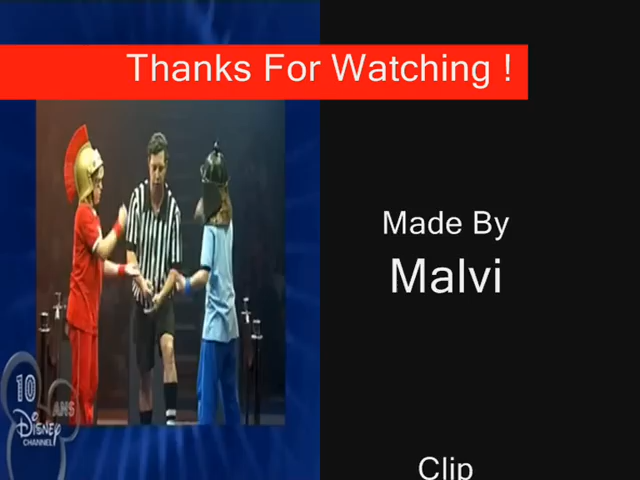 Thanks For Watching !
Made By
Malvi
10
ANS
Disney
CHANNEL
Clip